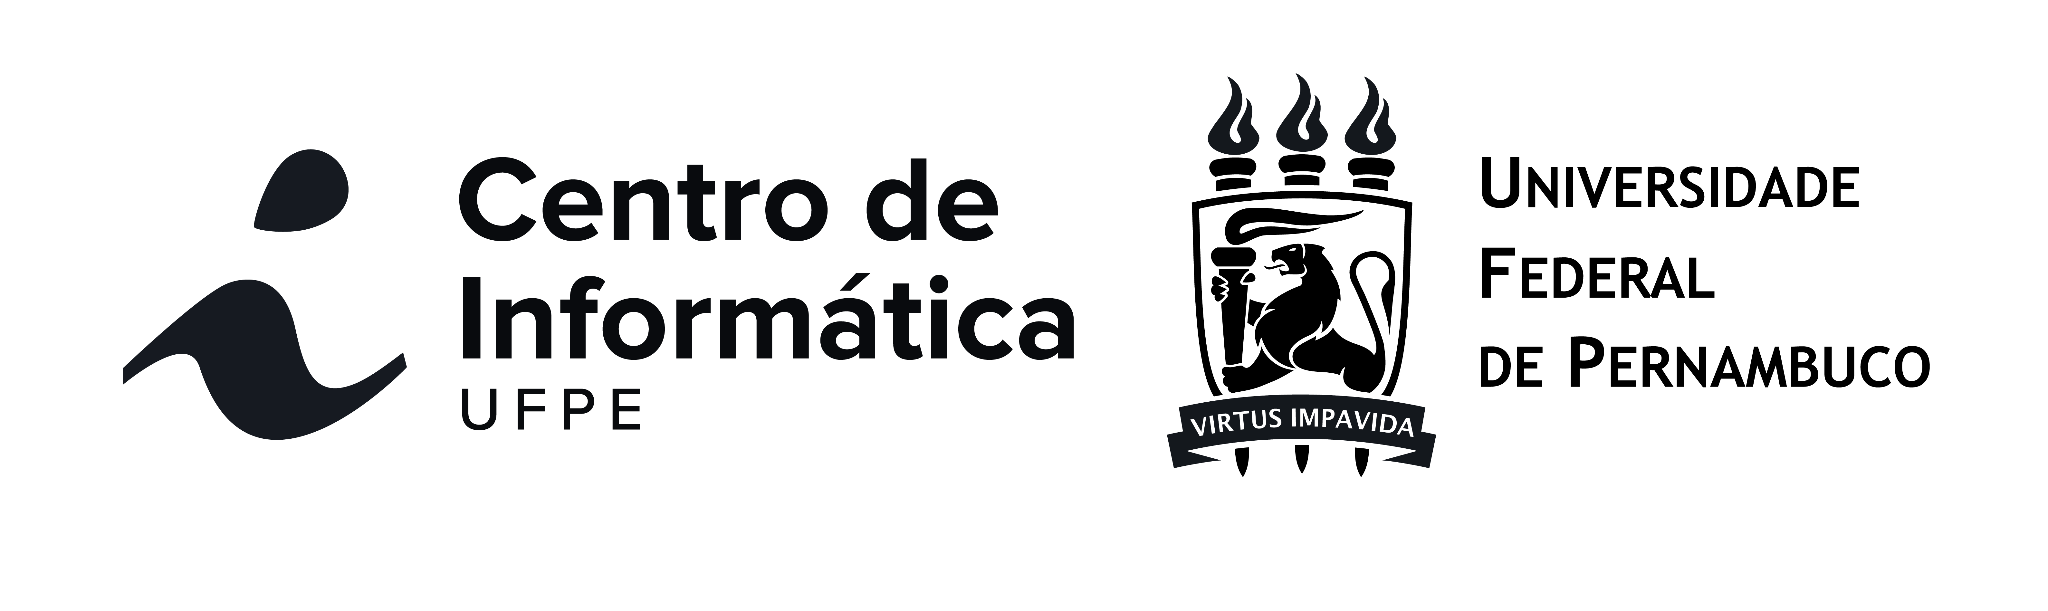 Centro de
Informática
UFPE
VIRTUS IMPAVIDA
UNIVERSIDADE
FEDERAL
DE PERNAMBUCO